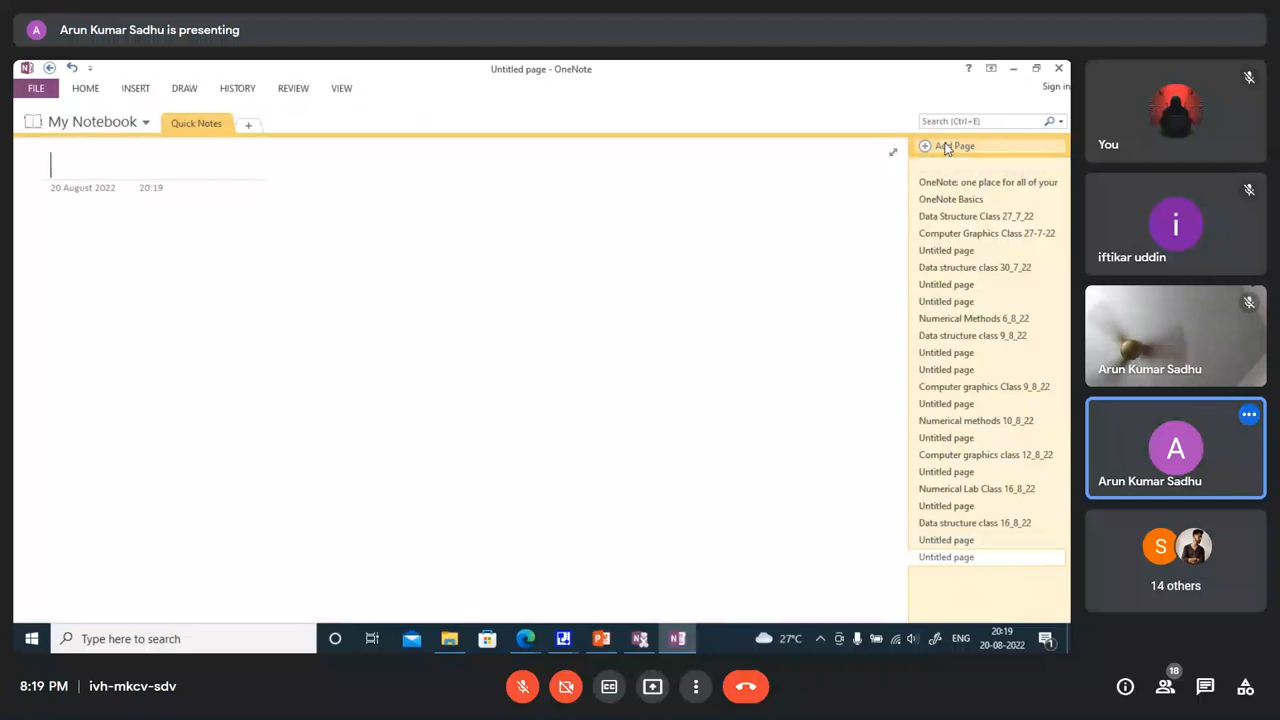 A Arun Kumar Sadhu is presenting
Untitled page - OneNote
FILE HOME INSERT DRAW HISTORY REVIEW VIEW
Sign in
My Notebook
Quick Notes
Search (Ctrl+E)
Add Page
20 August 2022 20:19
OneNote: one place for all of your
OneNote Basics
Data Structure Class 27_7_22
Computer Graphics Class 27-7-22
Untitled page
Data structure class 30_7_22
Untitled page
Untitled page
Numerical Methods 6_8_22
Data structure class 9_8_22
Untitled page
Untitled page
Computer graphics Class 9_8_22
Untitled page
Numerical methods 10_8_22
Untitled page
Computer graphics class 12_8_22
Untitled page
Numerical Lab Class 16_8_22
Untitled page
Data structure class 16_8_22
Untitled page
Untitled page
You
i
iftikar uddin
Arun Kumar Sadhu
A
Arun Kumar Sadhu
S
14 others
Type here to search
27°C
ENG
20:19
20-08-2022
1
8:19 PM | ivh-mkcv-sdv
18